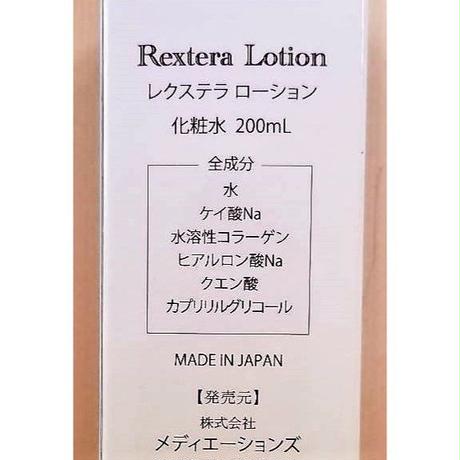 Rextera Lotion
レクステラ ローション
化粧水 200mL
全成分
水
ケイ酸Na
水溶性コラーゲン
ヒアルロン酸Na
クエン酸
カプリリルグリコール
MADE IN JAPAN
【発売元】
株式会社
メディエーションズ